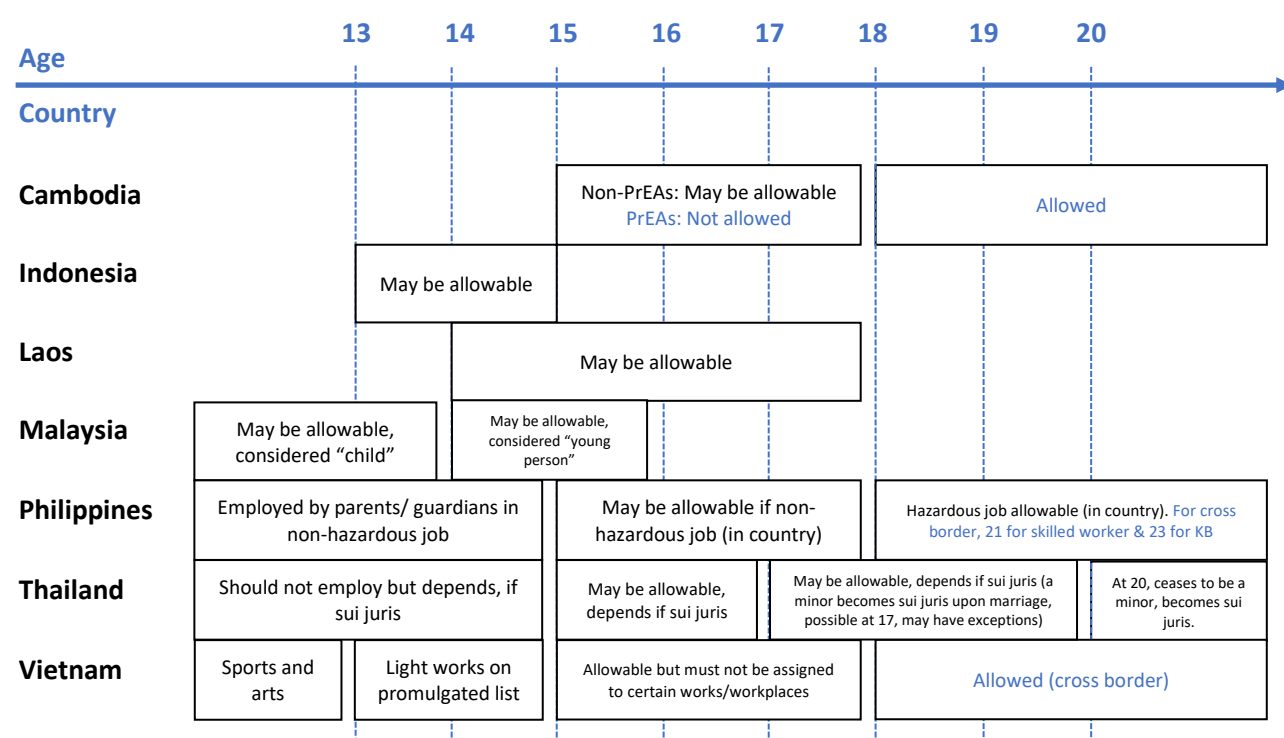 13 14 15 16 17 18 19 20
Age
Country
Cambodia
Non-PrEAs: May be allowable
PrEAs: Not allowed
Allowed
Indonesia
May be allowable
Laos
May be allowable
Malaysia
May be allowable,
considered “child”
May be allowable,
considered “young
person”
Philippines
Employed by parents/ guardians in
non-hazardous job
May be allowable if non-
hazardous job (in country)
Hazardous job allowable (in country). For cross
border, 21 for skilled worker & 23 for KB
Thailand
Should not employ but depends, if
sui juris
May be allowable,
depends if sui juris
May be allowable, depends if sui juris (a
minor becomes sui juris upon marriage,
possible at 17, may have exceptions)
At 20, ceases to be a
minor, becomes sui
juris.
Vietnam
Sports and
arts
Light works on
promulgated list
Allowable but must not be assigned
to certain works/workplaces
Allowed (cross border)